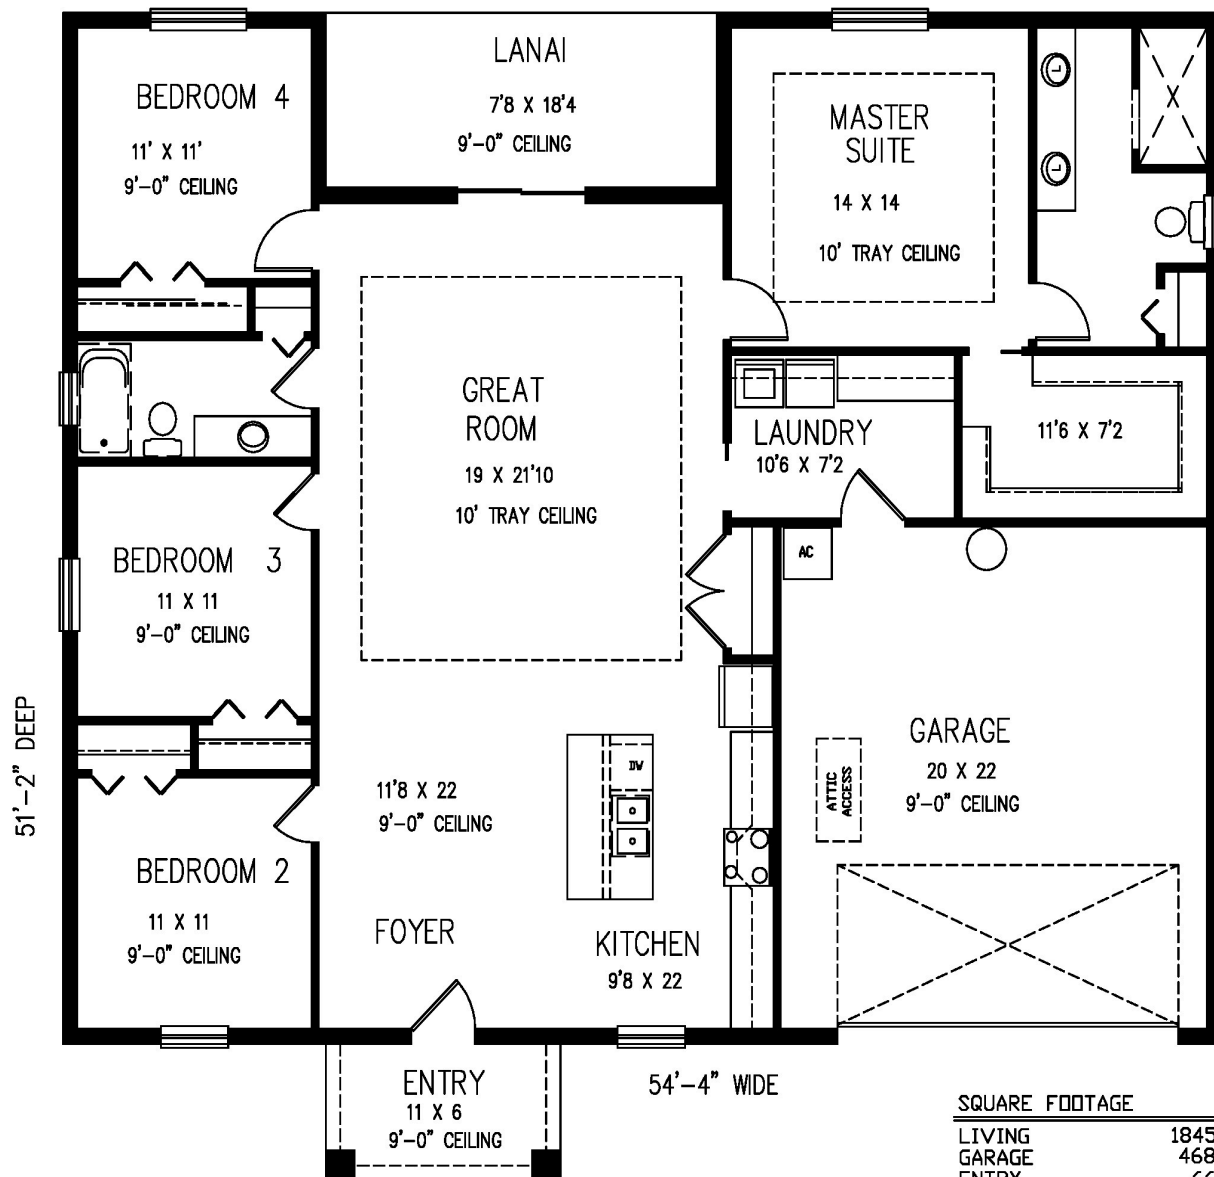 LANAI
7'8 X 18'4
9'-0" CEILING
BEDROOM 4
11' X 11'
9'-0" CEILING
MASTER
SUITE
14 X 14
10' TRAY CEILING
L
L
X
GREAT
ROOM
19 X 21'10
10' TRAY CEILING
LAUNDRY
10'6 X 7'2
11'6 X 7'2
AC
BEDROOM 3
11 X 11
9'-0" CEILING
51'-2" DEEP
11'8 X 22
9'-0" CEILING
DW
ATTIC
ACCESS
GARAGE
20 X 22
9'-0" CEILING
BEDROOM 2
11 X 11
9'-0" CEILING
FOYER
KITCHEN
9'8 X 22
ENTRY
11 X 6
9'-0" CEILING
54'-4" WIDE
SQUARE FOOTAGE
LIVING 1845
GARAGE 468
ENTRY